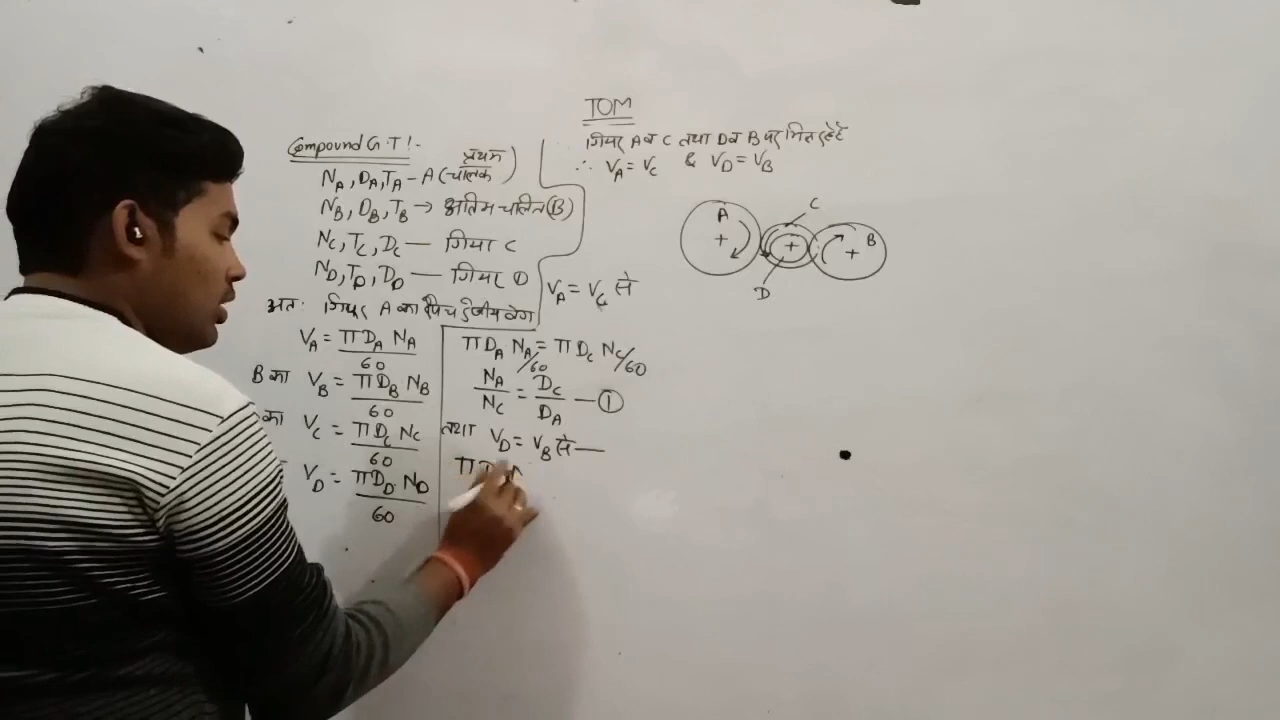 TOM
Compound G.T!:-
N_A, D_A, T_A - A (प्रथम चालक)
N_B, D_B, T_B → अंतिम चालित (B)
N_C, T_C, D_C — गियर C
N_D, T_D, D_D — गियर D
अतः गियर A का पिच रेखीय वेग
V_A = πD_A N_A / 60
B का V_B = πD_B N_B / 60
का V_C = πD_C N_C / 60
V_D = πD_D N_D / 60
गियर A व C तथा D व B पर मिल रहे हैं
∴ V_A = V_C & V_D = V_B
V_A = V_C से
πD_A N_A/60 = πD_C N_C/60
N_A / N_C = D_C / D_A — ①
तथा V_D = V_B से —
πD
A
C
B
D